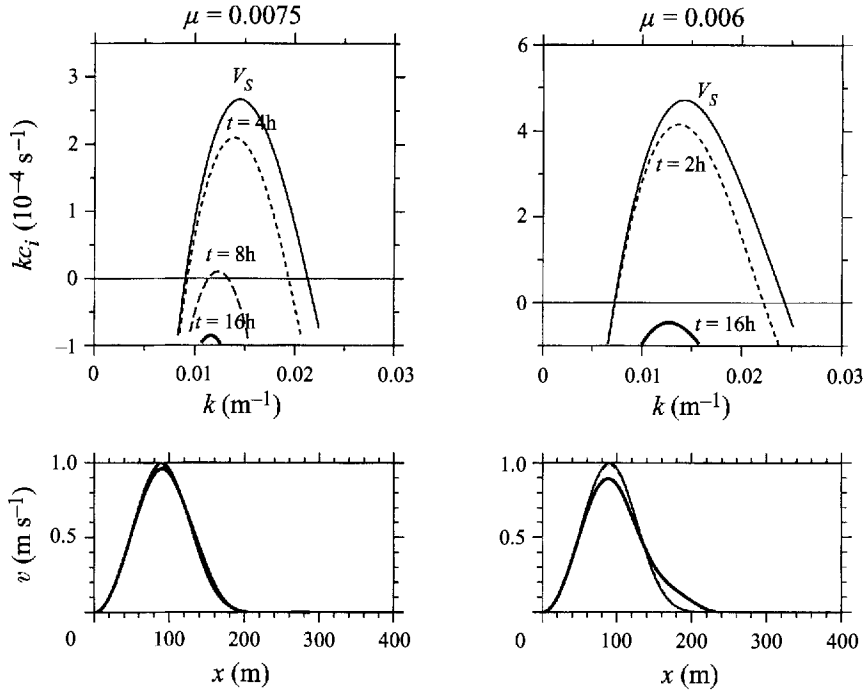 μ = 0.0075
3
2
1
0
−1
kc_i (10⁻⁴ s⁻¹)
V_S
t = 4h
t = 8h
t = 16h
0
0.01
0.02
0.03
k (m⁻¹)
μ = 0.006
6
4
2
0
V_S
t = 2h
t = 16h
0
0.01
0.02
0.03
k (m⁻¹)
1.0
0.5
v (m s⁻¹)
0
100
200
300
400
x (m)
1.0
0.5
0
100
200
300
400
x (m)